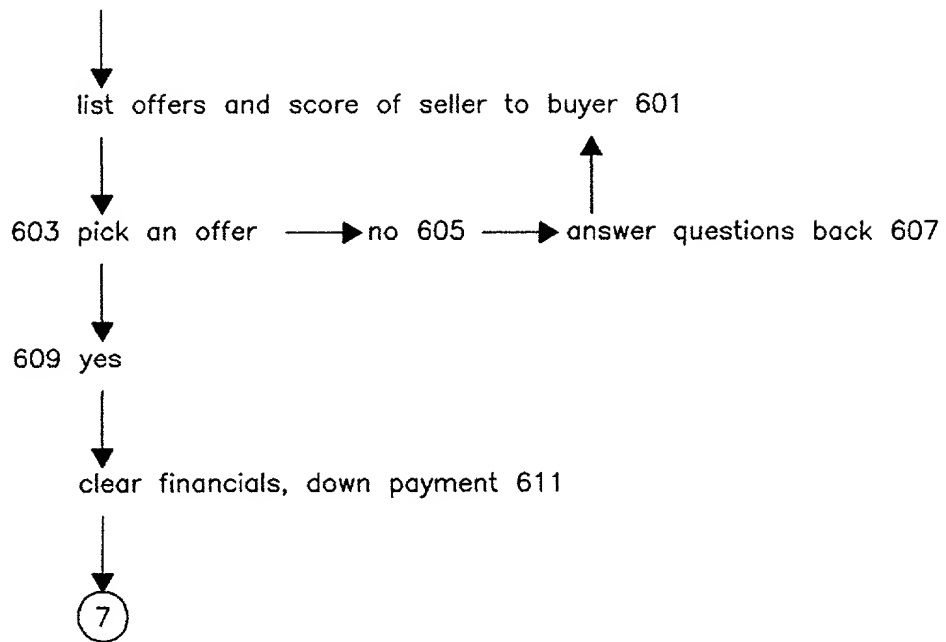 list offers and score of seller to buyer 601
603 pick an offer no 605 answer questions back 607
609 yes
clear financials, down payment 611
7